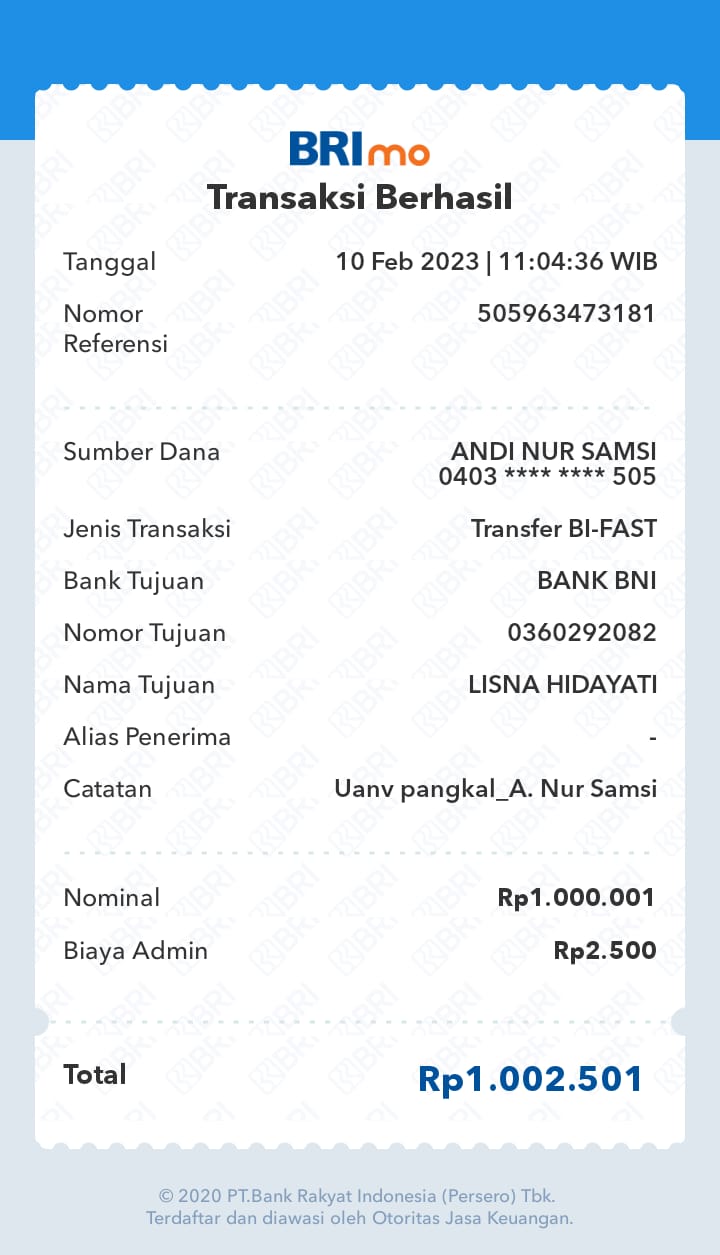 BRImo
Transaksi Berhasil
Tanggal 10 Feb 2023 | 11:04:36 WIB
Nomor 505963473181
Referensi
Sumber Dana ANDI NUR SAMSI
0403 **** **** 505
Jenis Transaksi Transfer BI-FAST
Bank Tujuan BANK BNI
Nomor Tujuan 0360292082
Nama Tujuan LISNA HIDAYATI
Alias Penerima -
Catatan Uanv pangkal_A. Nur Samsi
Nominal Rp1.000.001
Biaya Admin Rp2.500
Total Rp1.002.501
© 2020 PT.Bank Rakyat Indonesia (Persero) Tbk.
Terdaftar dan diawasi oleh Otoritas Jasa Keuangan.